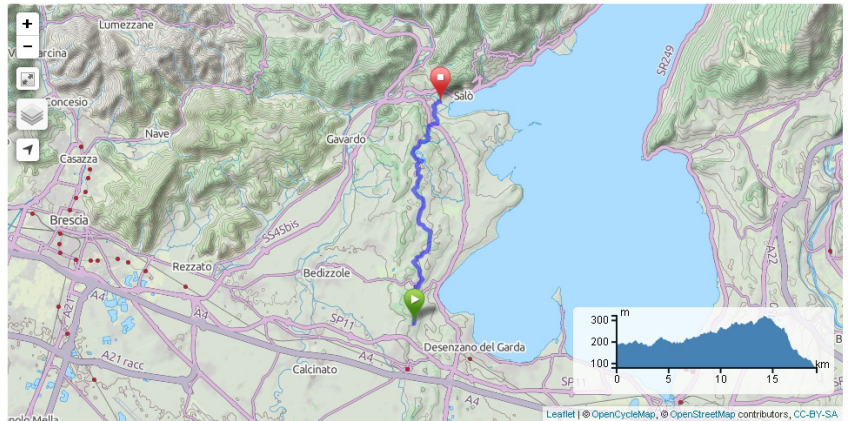 +
Lumezzane
−
SR249
Salò
Concesio
Nave
Gavardo
Casazza
Brescia
SS45bis
A22
Rezzato
Bedizzole
A4
A21
SP11
m
300
200
100
0
5
10
15
km
Desenzano del Garda
A21 racc
A4
Calcinato
SP11
Leaflet | © OpenCycleMap, © OpenStreetMap contributors, CC-BY-SA